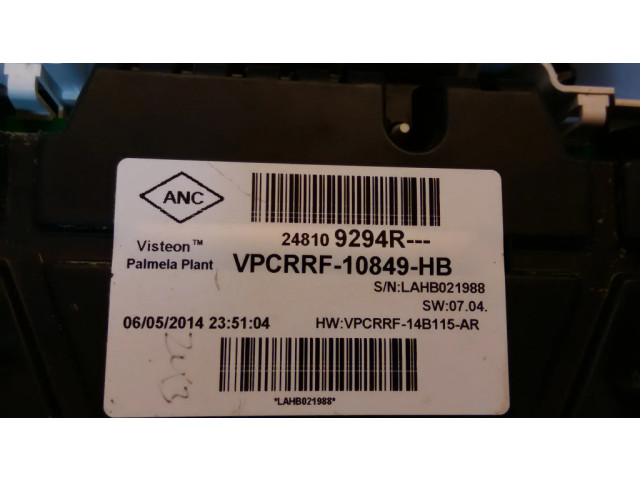 ANC
24810 9294R---
Visteon™
Palmela Plant
VPCRRF-10849-HB
S/N:LAHB021988
SW:07.04.
06/05/2014 23:51:04
HW:VPCRRF-14B115-AR
*LAHB021988*